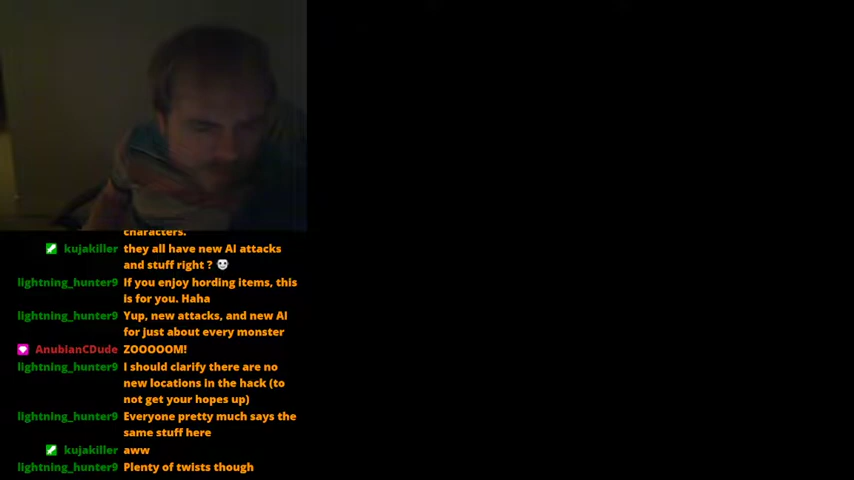 characters.
kujakiller they all have new AI attacks
and stuff right ?
lightning_hunter9 If you enjoy hording items, this
is for you. Haha
lightning_hunter9 Yup, new attacks, and new AI
for just about every monster
AnubianCDude ZOOOOOM!
lightning_hunter9 I should clarify there are no
new locations in the hack (to
not get your hopes up)
lightning_hunter9 Everyone pretty much says the
same stuff here
kujakiller aww
lightning_hunter9 Plenty of twists though